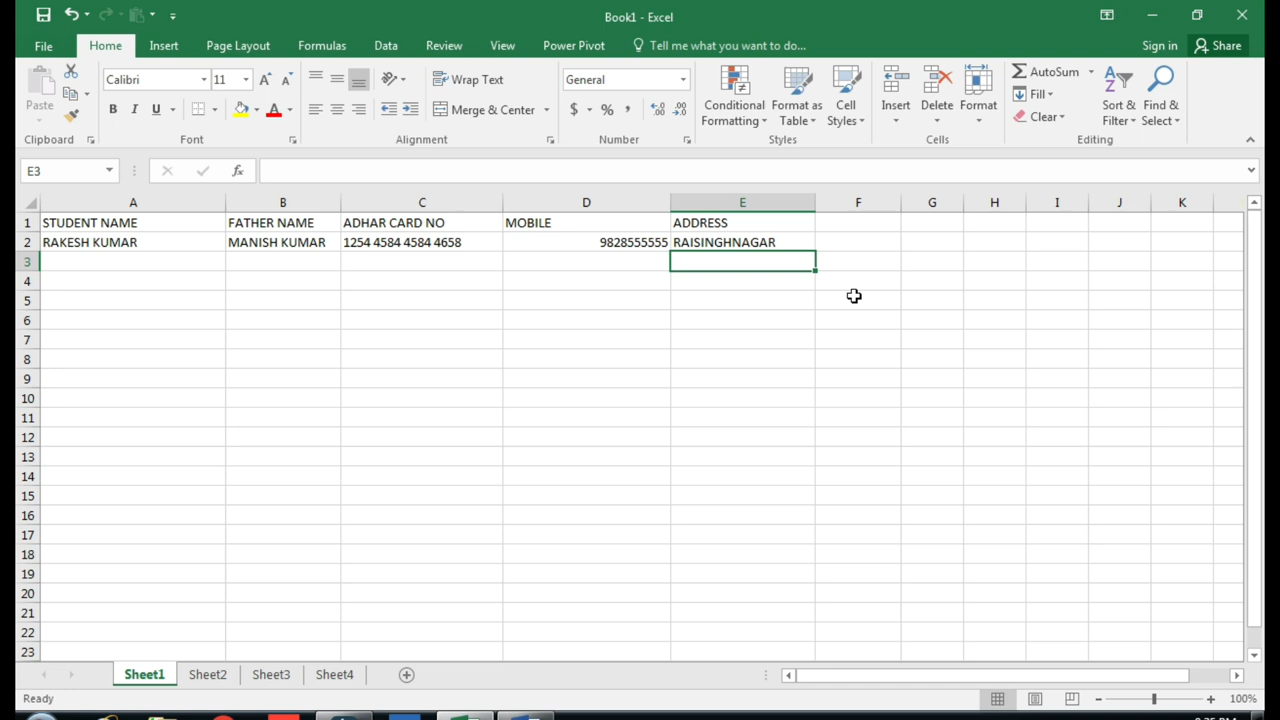 Book1 - Excel
File Home Insert Page Layout Formulas Data Review View Power Pivot Tell me what you want to do... Sign in Share
Paste Calibri 11 Wrap Text General Conditional Formatting Format as Table Cell Styles Insert Delete Format AutoSum Sort & Filter Find & Select
B I U Merge & Center $ % , Fill
Clear
Clipboard Font Alignment Number Styles Cells Editing
E3 fx
A B C D E F G H I J K
1 STUDENT NAME FATHER NAME ADHAR CARD NO MOBILE ADDRESS
2 RAKESH KUMAR MANISH KUMAR 1254 4584 4584 4658 9828555555 RAISINGHNAGAR
3
4
5
6
7
8
9
10
11
12
13
14
15
16
17
18
19
20
21
22
23
Sheet1 Sheet2 Sheet3 Sheet4
Ready 100%